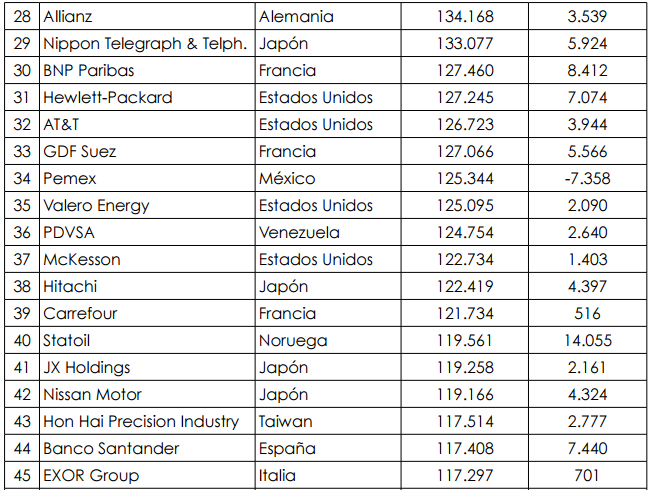 28 Allianz Alemania 134.168 3.539
29 Nippon Telegraph & Telph. Japón 133.077 5.924
30 BNP Paribas Francia 127.460 8.412
31 Hewlett-Packard Estados Unidos 127.245 7.074
32 AT&T Estados Unidos 126.723 3.944
33 GDF Suez Francia 127.066 5.566
34 Pemex México 125.344 -7.358
35 Valero Energy Estados Unidos 125.095 2.090
36 PDVSA Venezuela 124.754 2.640
37 McKesson Estados Unidos 122.734 1.403
38 Hitachi Japón 122.419 4.397
39 Carrefour Francia 121.734 516
40 Statoil Noruega 119.561 14.055
41 JX Holdings Japón 119.258 2.161
42 Nissan Motor Japón 119.166 4.324
43 Hon Hai Precision Industry Taiwan 117.514 2.777
44 Banco Santander España 117.408 7.440
45 EXOR Group Italia 117.297 701